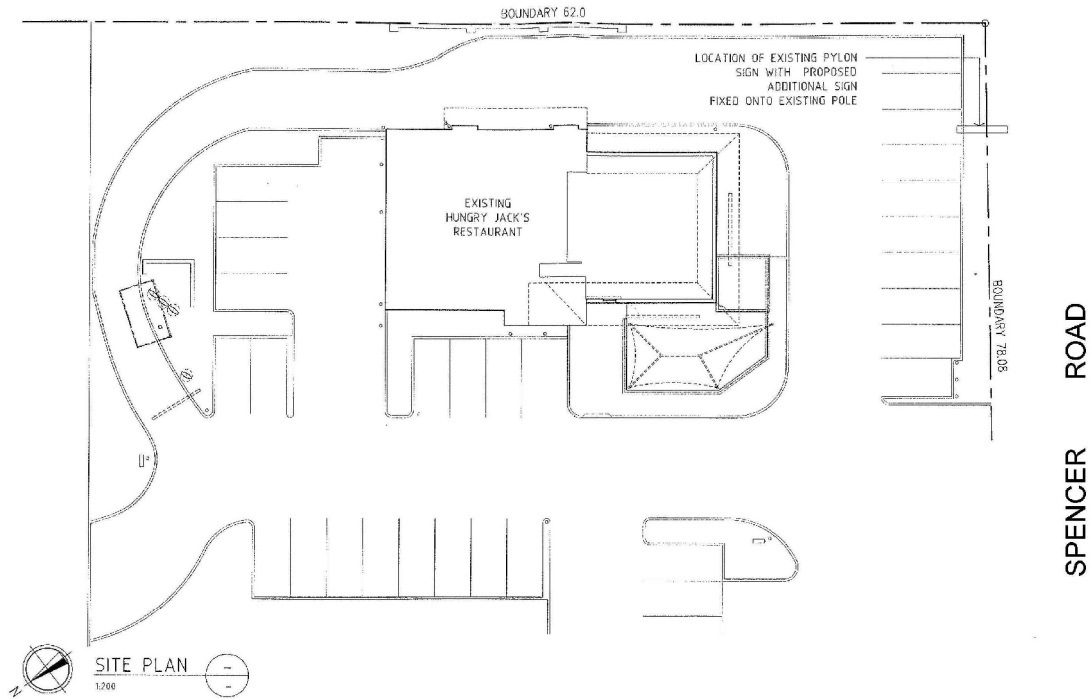 BOUNDARY 62.0
LOCATION OF EXISTING PYLON
SIGN WITH PROPOSED
ADDITIONAL SIGN
FIXED ONTO EXISTING POLE
EXISTING
HUNGRY JACK'S
RESTAURANT
BOUNDARY 78.08
SPENCER ROAD
N
SITE PLAN
1:200